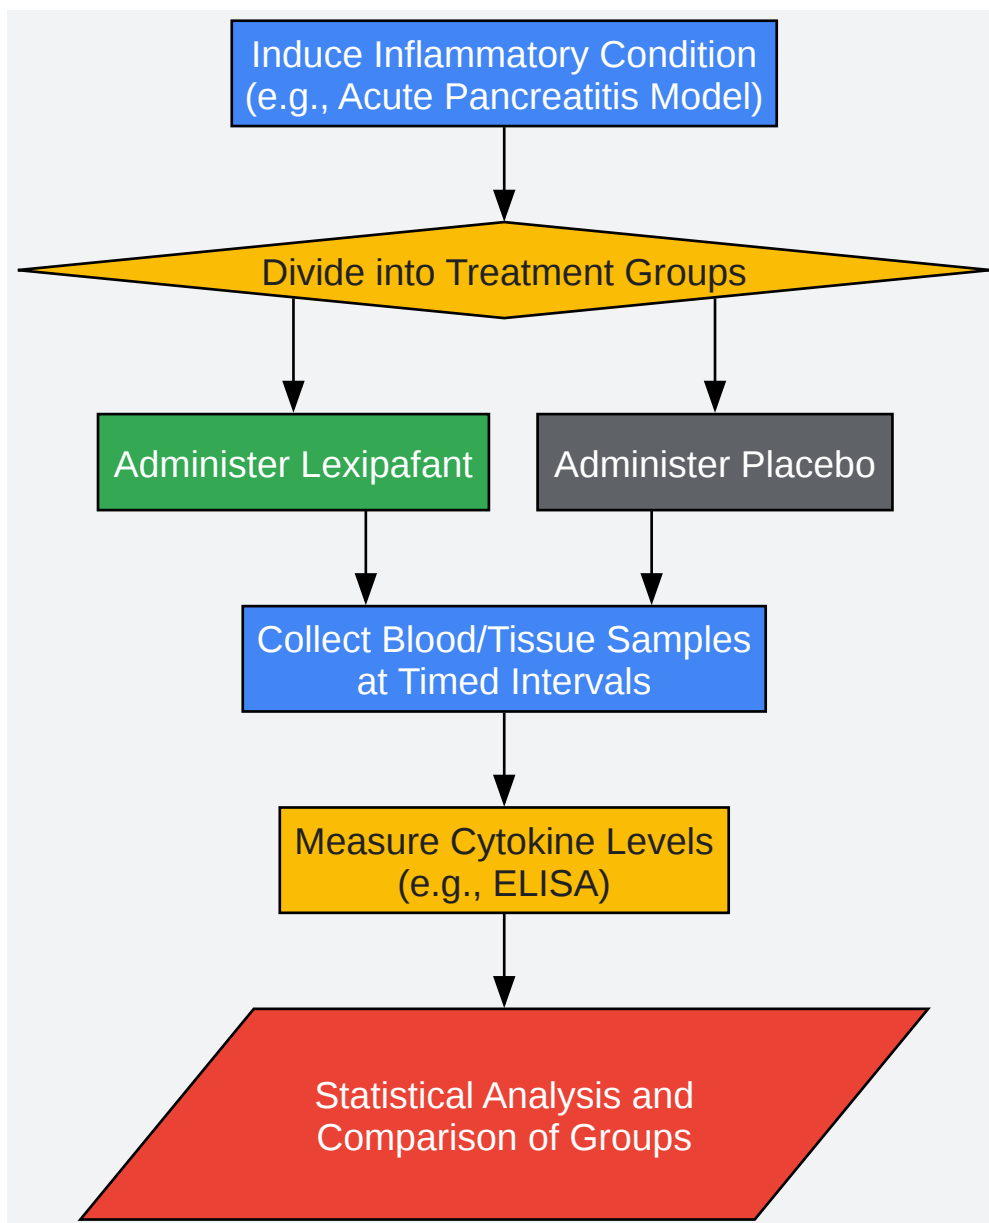 Induce Inflammatory Condition
(e.g., Acute Pancreatitis Model)
Divide into Treatment Groups
Administer Lexipafant
Administer Placebo
Collect Blood/Tissue Samples
at Timed Intervals
Measure Cytokine Levels
(e.g., ELISA)
Statistical Analysis and
Comparison of Groups